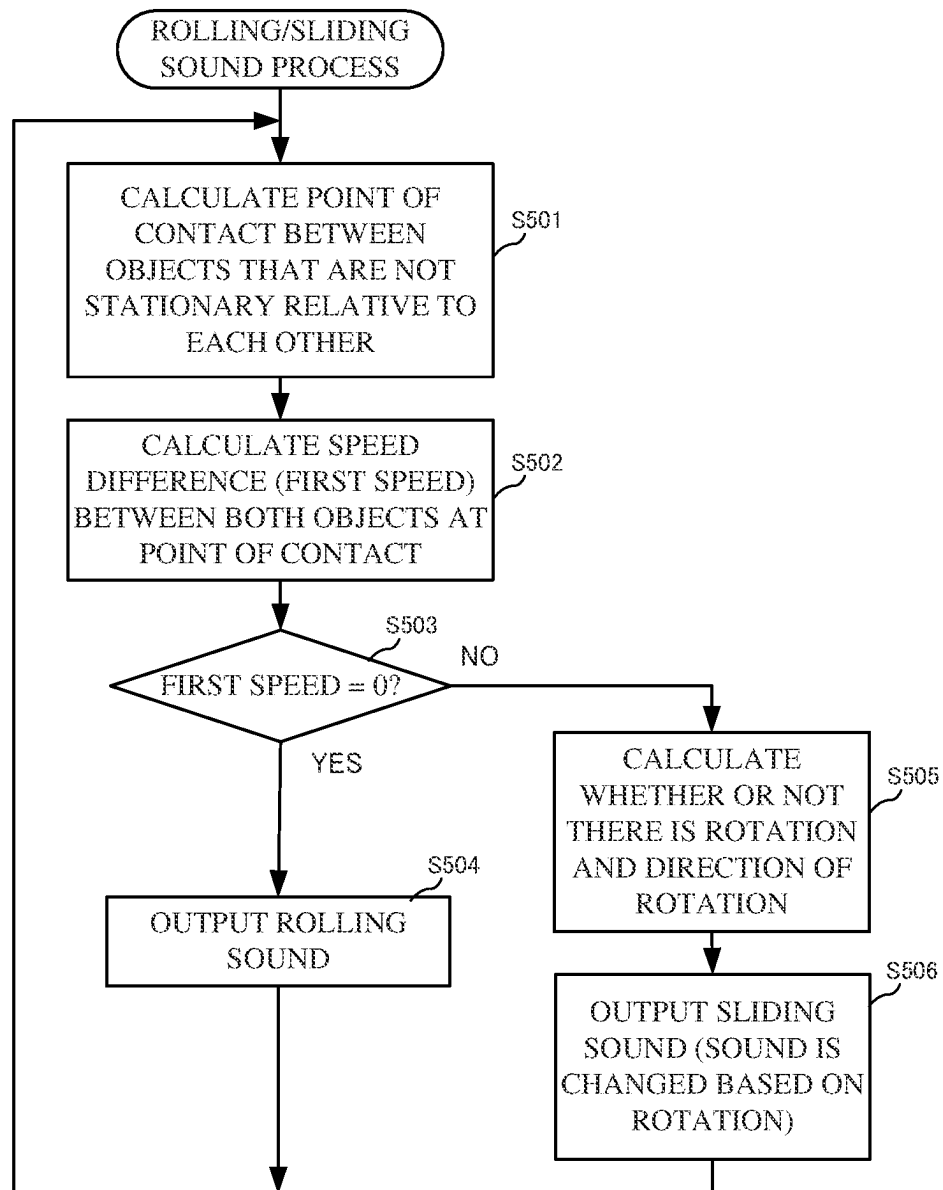 ROLLING/SLIDING
SOUND PROCESS
CALCULATE POINT OF
CONTACT BETWEEN
OBJECTS THAT ARE NOT
STATIONARY RELATIVE TO
EACH OTHER
S501
CALCULATE SPEED
DIFFERENCE (FIRST SPEED)
BETWEEN BOTH OBJECTS AT
POINT OF CONTACT
S502
FIRST SPEED = 0?
S503
NO
YES
OUTPUT ROLLING
SOUND
S504
CALCULATE
WHETHER OR NOT
THERE IS ROTATION
AND DIRECTION OF
ROTATION
S505
OUTPUT SLIDING
SOUND (SOUND IS
CHANGED BASED ON
ROTATION)
S506